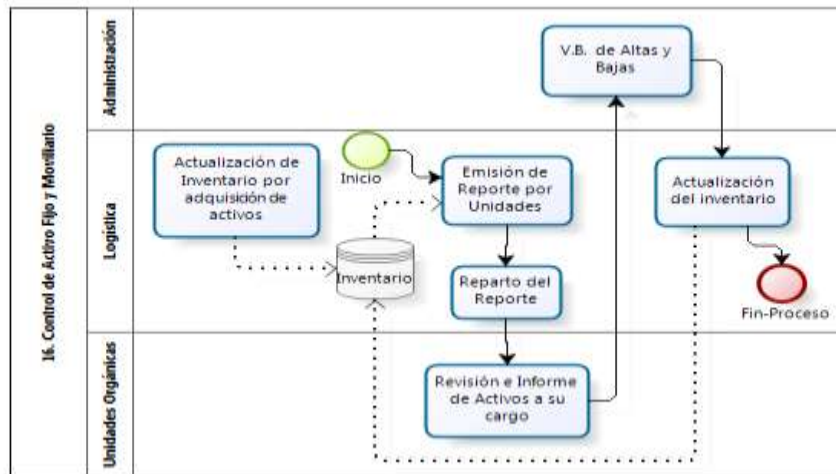 16. Control de Activo Fijo y Moviliario
Administración
V.B. de Altas y
Bajas
Logística
Actualización de
Inventario por
adquisición de
activos
Inicio
Emisión de
Reporte por
Unidades
Actualización
del inventario
Inventario
Reparto del
Reporte
Fin-Proceso
Unidades Orgánicas
Revisión e Informe
de Activos a su
cargo